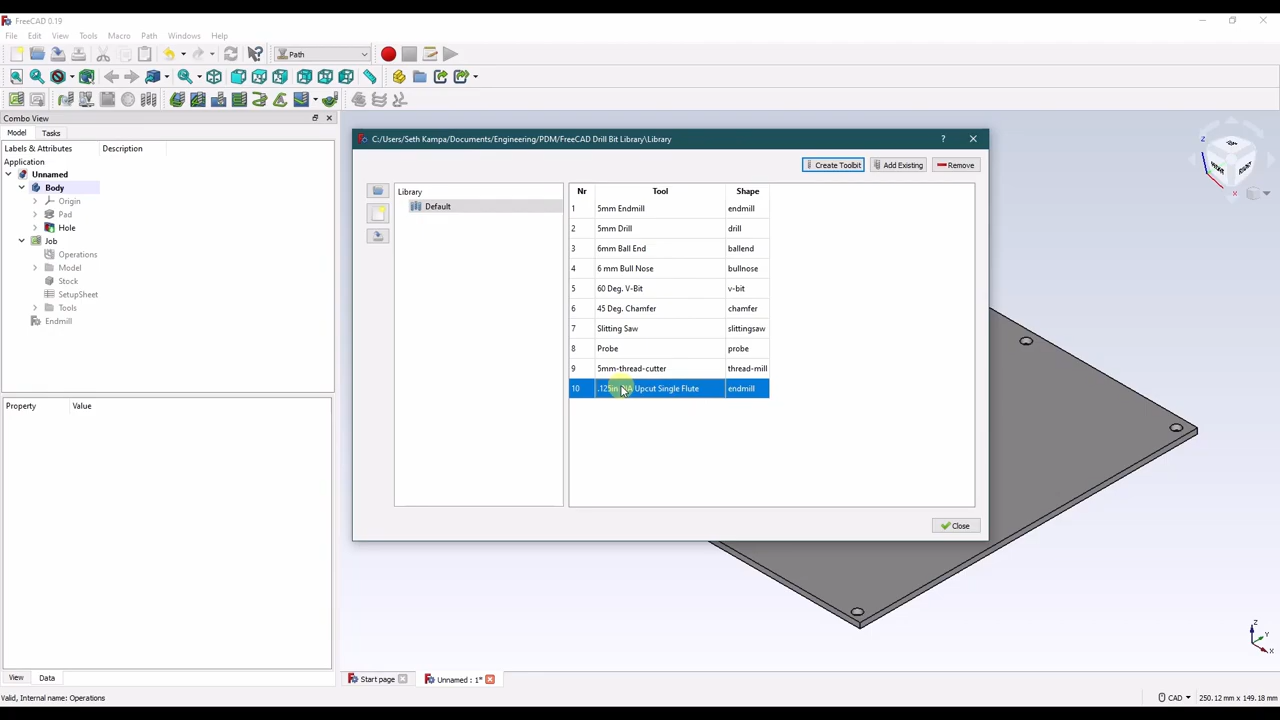 FreeCAD 0.19
File Edit View Tools Macro Path Windows Help
Path
Combo View
Model Tasks
Labels & Attributes Description
Application
Unnamed
Body
Origin
Pad
Hole
Job
Operations
Model
Stock
SetupSheet
Tools
Endmill
Property Value
View Data
Valid, Internal name: Operations
C:/Users/Seth Kampa/Documents/Engineering/PDM/FreeCAD Drill Bit Library\Library
?
Create Toolbit Add Existing Remove
Library
Default
Nr Tool Shape
1 5mm Endmill endmill
2 5mm Drill drill
3 6mm Ball End ballend
4 6 mm Bull Nose bullnose
5 60 Deg. V-Bit v-bit
6 45 Deg. Chamfer chamfer
7 Slitting Saw slittingsaw
8 Probe probe
9 5mm-thread-cutter thread-mill
10 .125in Upcut Single Flute endmill
Close
Z
X
Z
Y
X
Start page Unnamed : 1*
CAD 250.12 mm x 149.18 mm